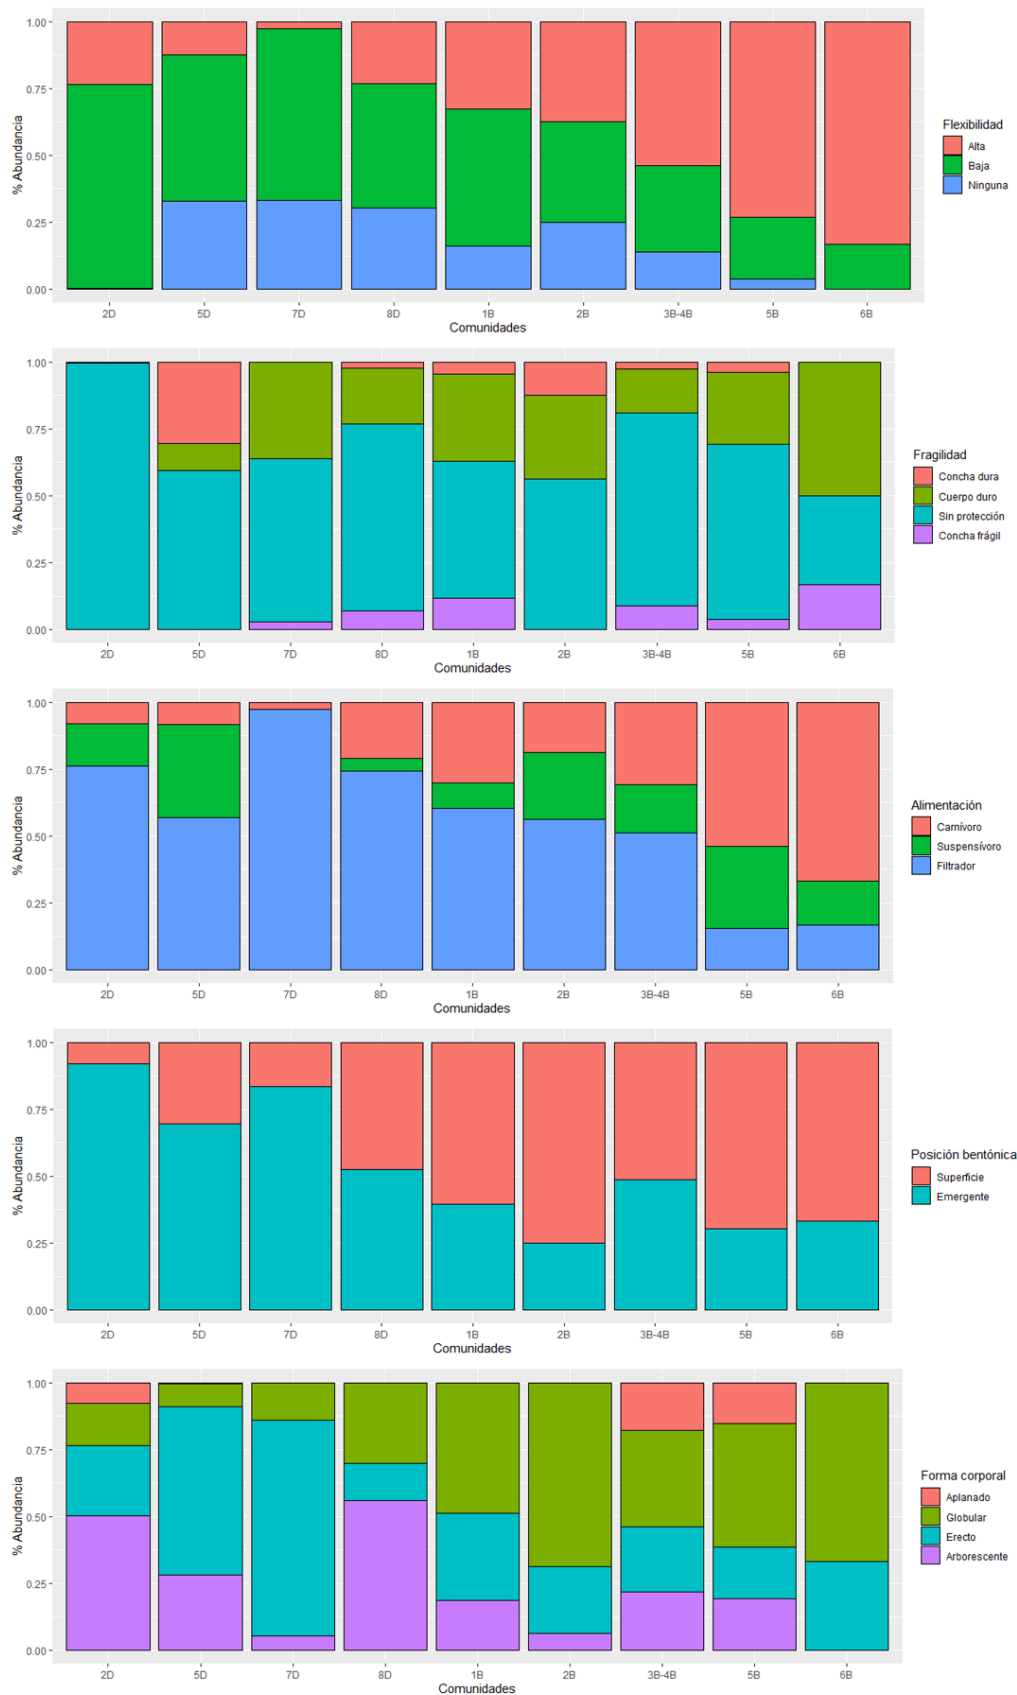 1.00
0.75
0.50
0.25
0.00
% Abundancia
2D 5D 7D 8D 1B 2B 3B-4B 5B 6B
Comunidades
Flexibilidad
Alta
Baja
Ninguna
1.00
0.75
0.50
0.25
0.00
% Abundancia
2D 5D 7D 8D 1B 2B 3B-4B 5B 6B
Comunidades
Fragilidad
Concha dura
Cuerpo duro
Sin protección
Concha frágil
1.00
0.75
0.50
0.25
0.00
% Abundancia
2D 5D 7D 8D 1B 2B 3B-4B 5B 6B
Comunidades
Alimentación
Carnívoro
Suspensívoro
Filtrador
1.00
0.75
0.50
0.25
0.00
% Abundancia
2D 5D 7D 8D 1B 2B 3B-4B 5B 6B
Comunidades
Posición bentónica
Superficie
Emergente
1.00
0.75
0.50
0.25
0.00
% Abundancia
2D 5D 7D 8D 1B 2B 3B-4B 5B 6B
Comunidades
Forma corporal
Aplanado
Globular
Erecto
Arborescente